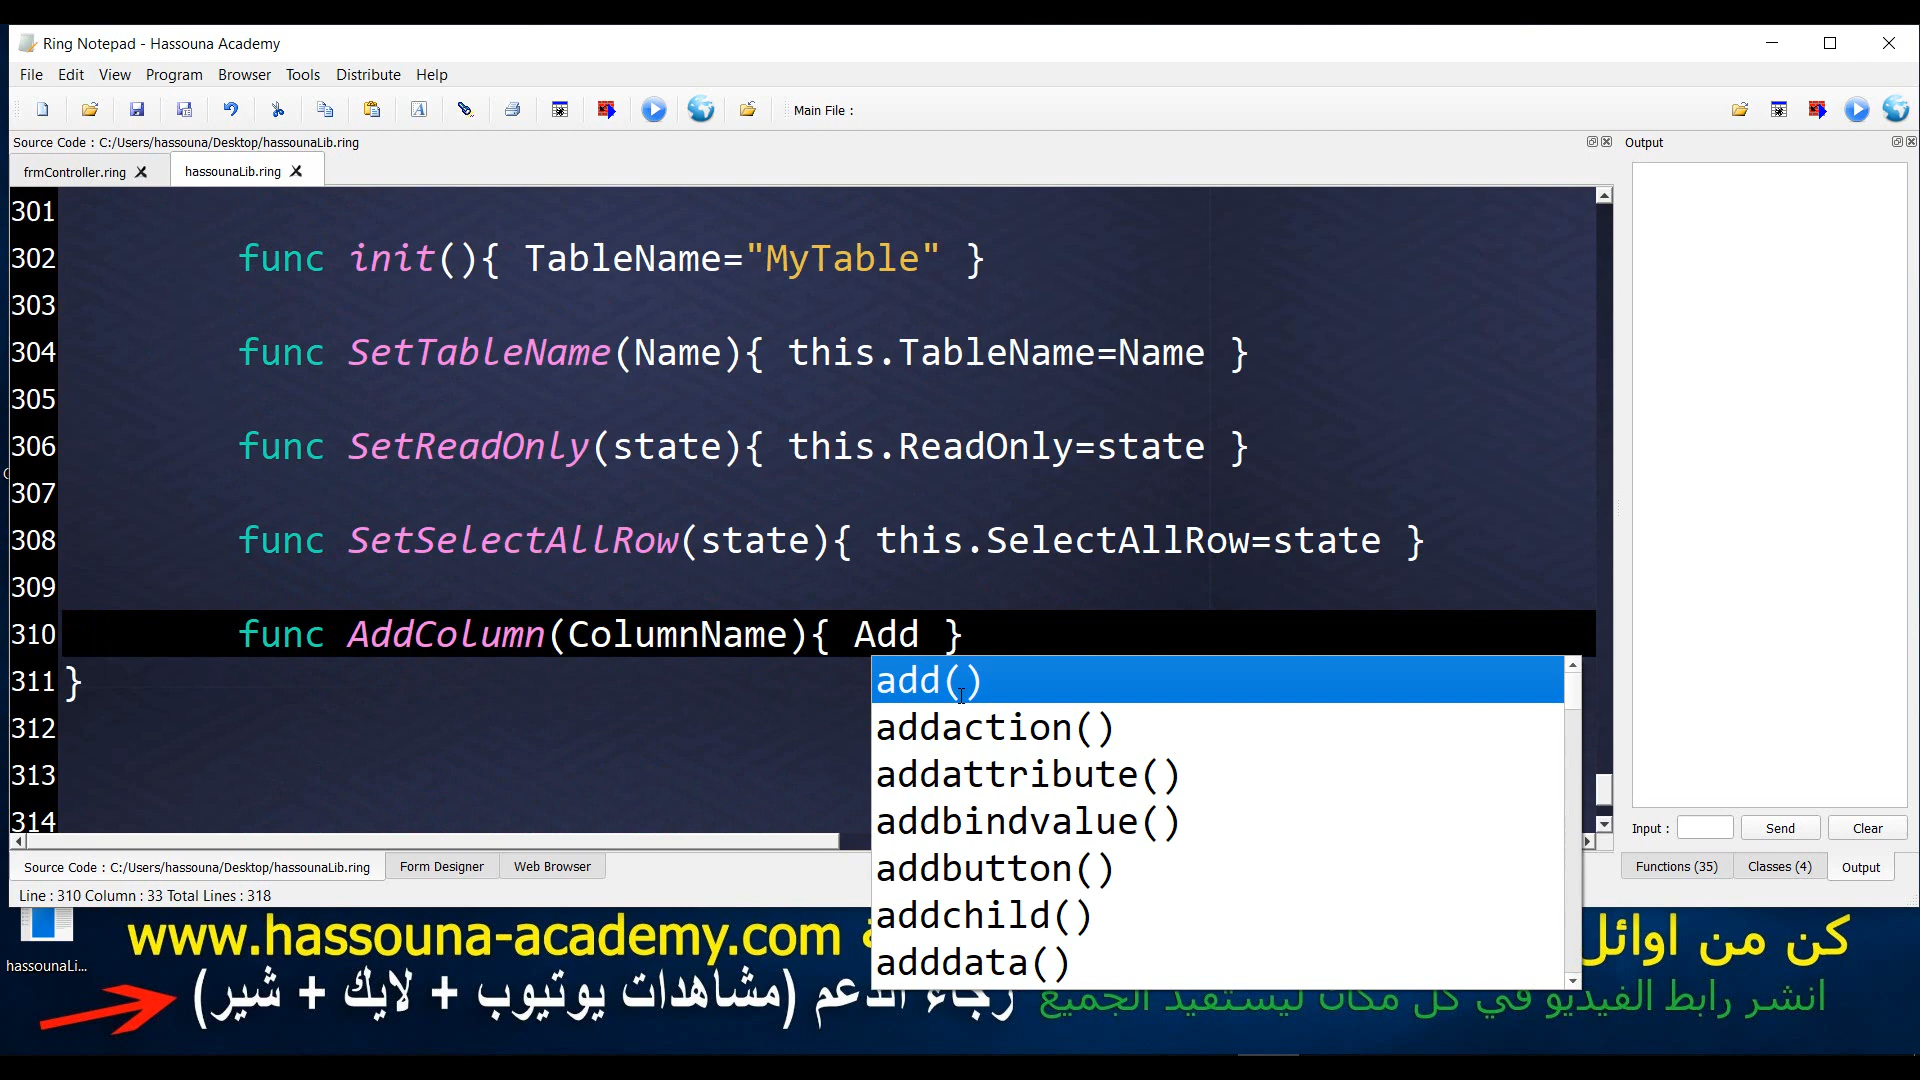 Ring Notepad - Hassouna Academy
File Edit View Program Browser Tools Distribute Help
Main File :
Source Code : C:/Users/hassouna/Desktop/hassounaLib.ring
Output
frmController.ring
hassounaLib.ring
301
302 func init(){ TableName="MyTable" }
303
304 func SetTableName(Name){ this.TableName=Name }
305
306 func SetReadOnly(state){ this.ReadOnly=state }
307
308 func SetSelectAllRow(state){ this.SelectAllRow=state }
309
310 func AddColumn(ColumnName){ Add }
311 }
312
313
314
add()
addaction()
addattribute()
addbindvalue()
addbutton()
addchild()
adddata()
Input :
Send
Clear
Source Code : C:/Users/hassouna/Desktop/hassounaLib.ring
Form Designer
Web Browser
Functions (35)
Classes (4)
Output
Line : 310 Column : 33 Total Lines : 318
www.hassouna-academy.com
كن من اوائل
hassounaLi...
رجاء الدعم (مشاهدات يوتيوب + لايك + شير)
انشر رابط الفيديو في كل مكان ليستفيد الجميع